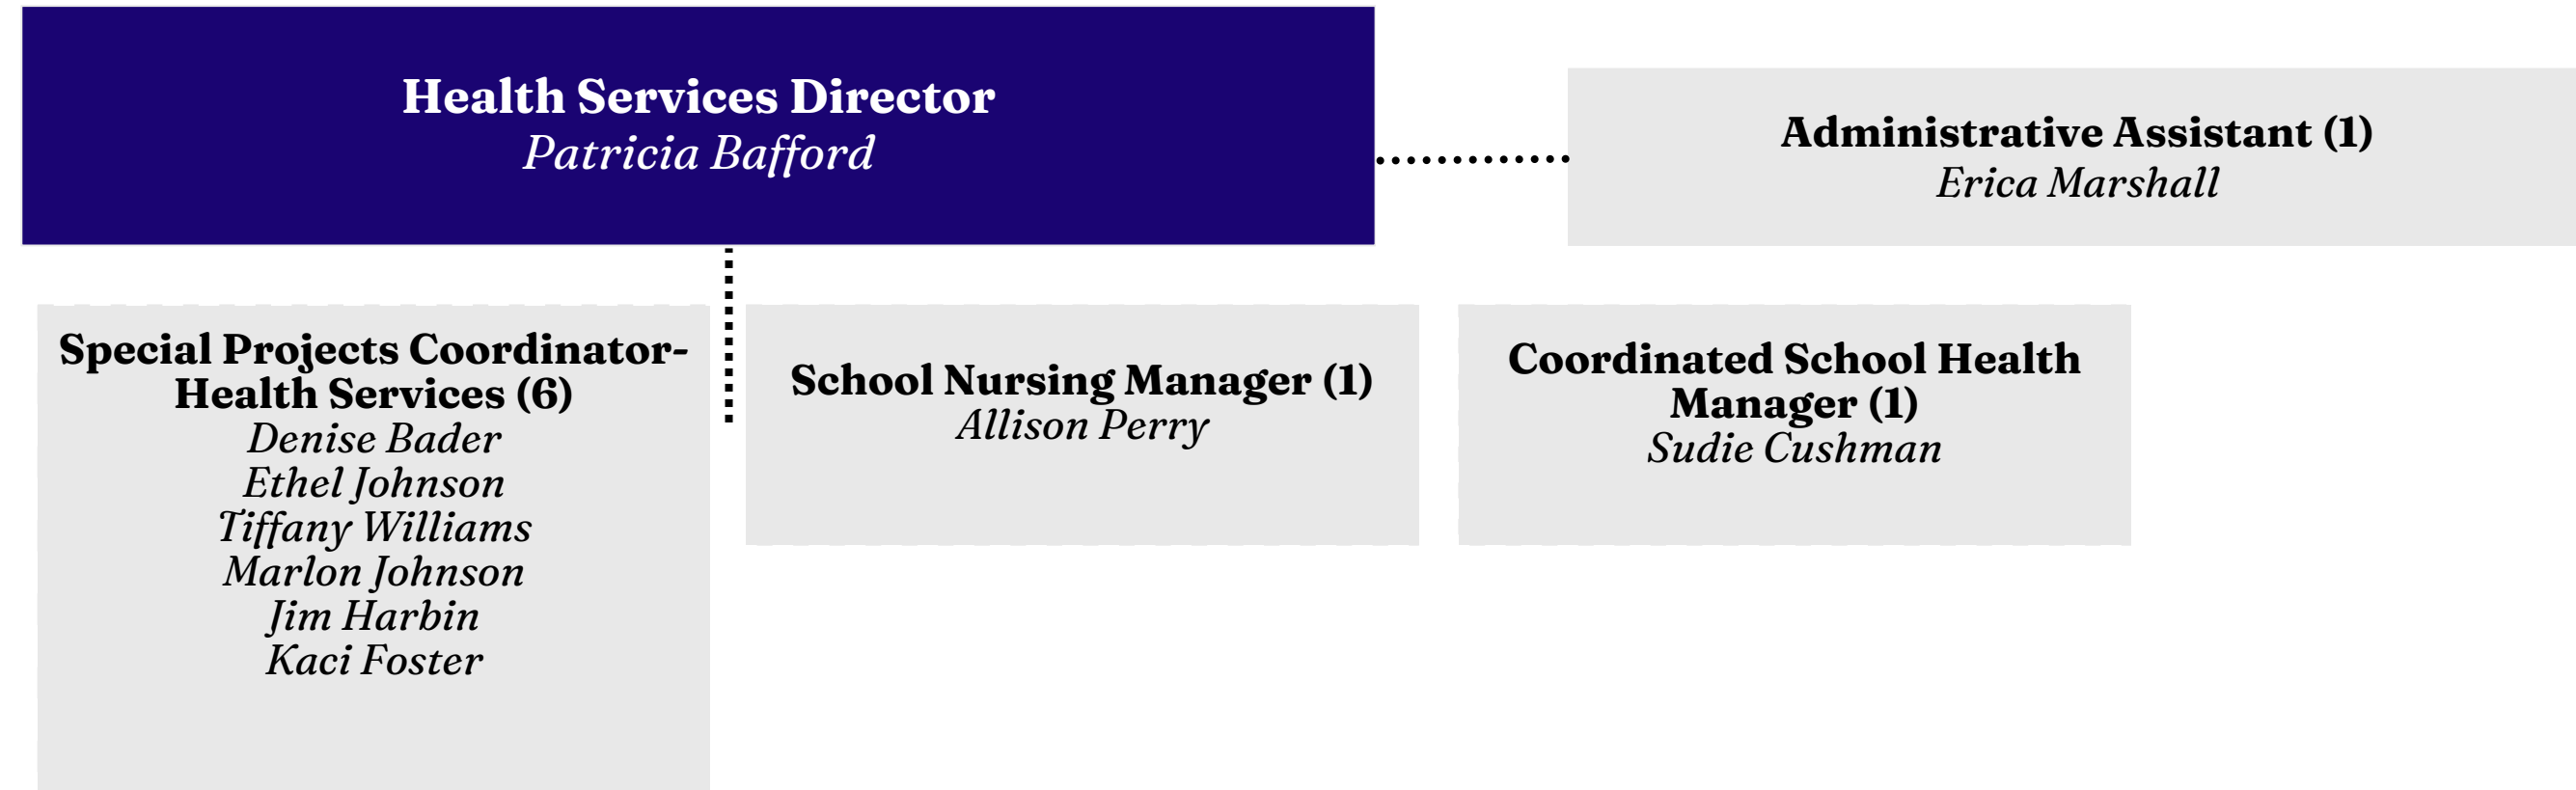 Health Services Director
Patricia Bafford
Administrative Assistant (1)
Erica Marshall
Special Projects Coordinator-
Health Services (6)
Denise Bader
Ethel Johnson
Tiffany Williams
Marlon Johnson
Jim Harbin
Kaci Foster
School Nursing Manager (1)
Allison Perry
Coordinated School Health
Manager (1)
Sudie Cushman